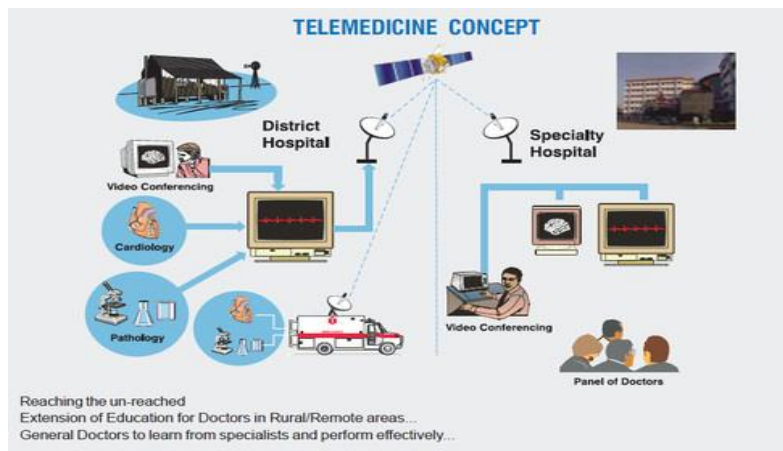 TELEMEDICINE CONCEPT
District
Hospital
Specialty
Hospital
Video Conferencing
Cardiology
Pathology
Video Conferencing
Panel of Doctors
Reaching the un-reached
Extension of Education for Doctors in Rural/Remote areas...
General Doctors to learn from specialists and perform effectively...